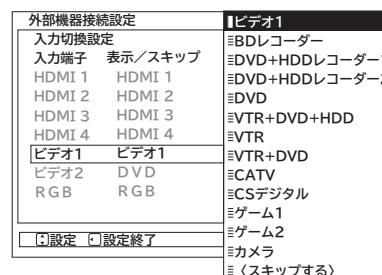 外部機器接続設定
入力切換設定
入力端子 表示／スキップ
HDMI 1 HDMI 1
HDMI 2 HDMI 2
HDMI 3 HDMI 3
HDMI 4 HDMI 4
ビデオ1 ビデオ1
ビデオ2 DVD
RGB RGB
設定 設定終了
ビデオ1
BDレコーダー
DVD+HDDレコーダー1
DVD+HDDレコーダー2
DVD
VTR+DVD+HDD
VTR
VTR+DVD
CATV
CSデジタル
ゲーム1
ゲーム2
カメラ
〈スキップする〉